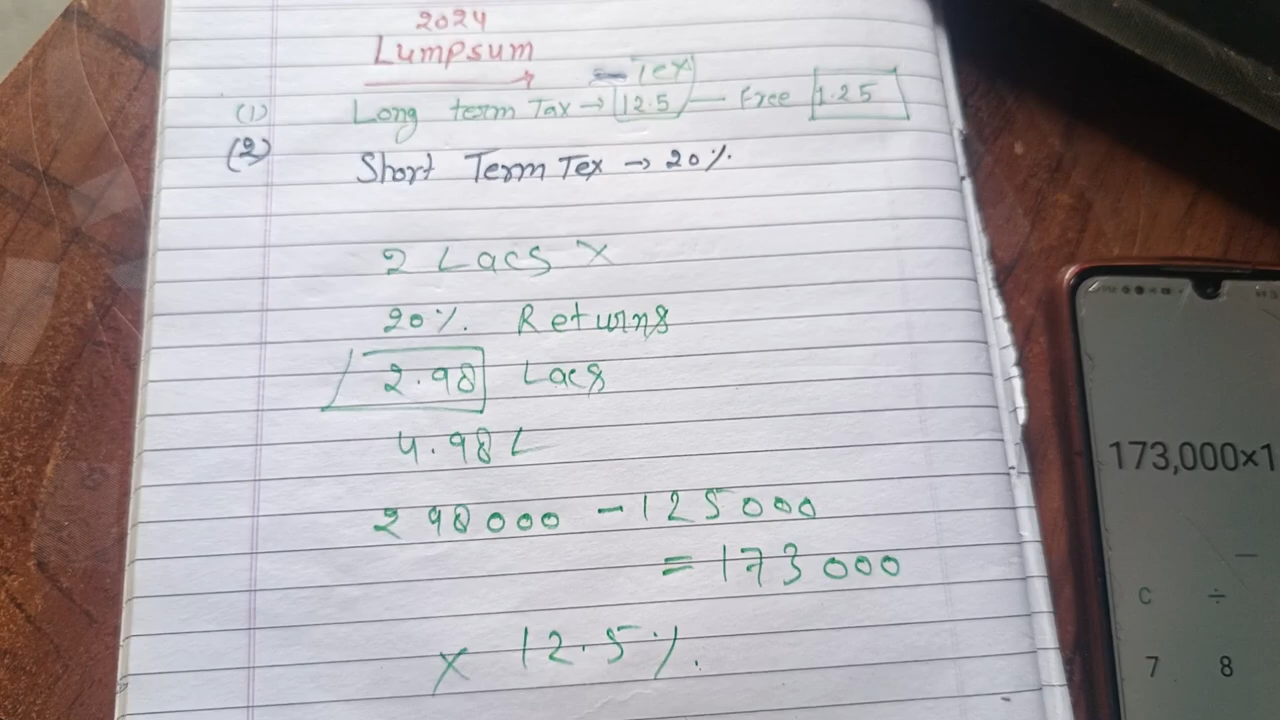 2024
Lumpsum
Tex
(1) Long term Tax → 12.5 — Free 1.25
(2) Short Term Tex → 20%.
2 Lacs X
20%. Returns
2.98 Lacs
4.98 L
298000 - 125000
= 173000
x 12.5%.
173,000×1
C ÷
7 8